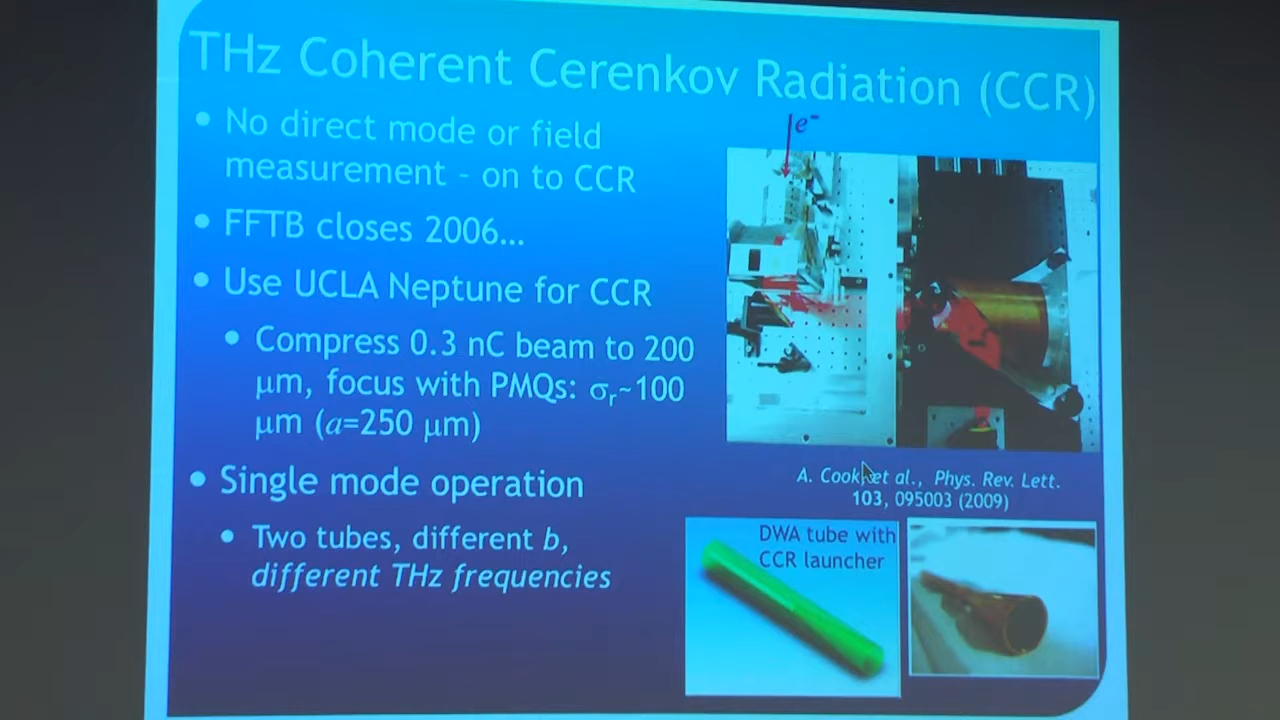 THz Coherent Cerenkov Radiation (CCR)
• No direct mode or field
measurement – on to CCR
• FFTB closes 2006…
• Use UCLA Neptune for CCR
• Compress 0.3 nC beam to 200
μm, focus with PMQs: σr~100
μm (a=250 μm)
• Single mode operation
• Two tubes, different b,
different THz frequencies
e-
A. Cook et al., Phys. Rev. Lett.
103, 095003 (2009)
DWA tube with
CCR launcher